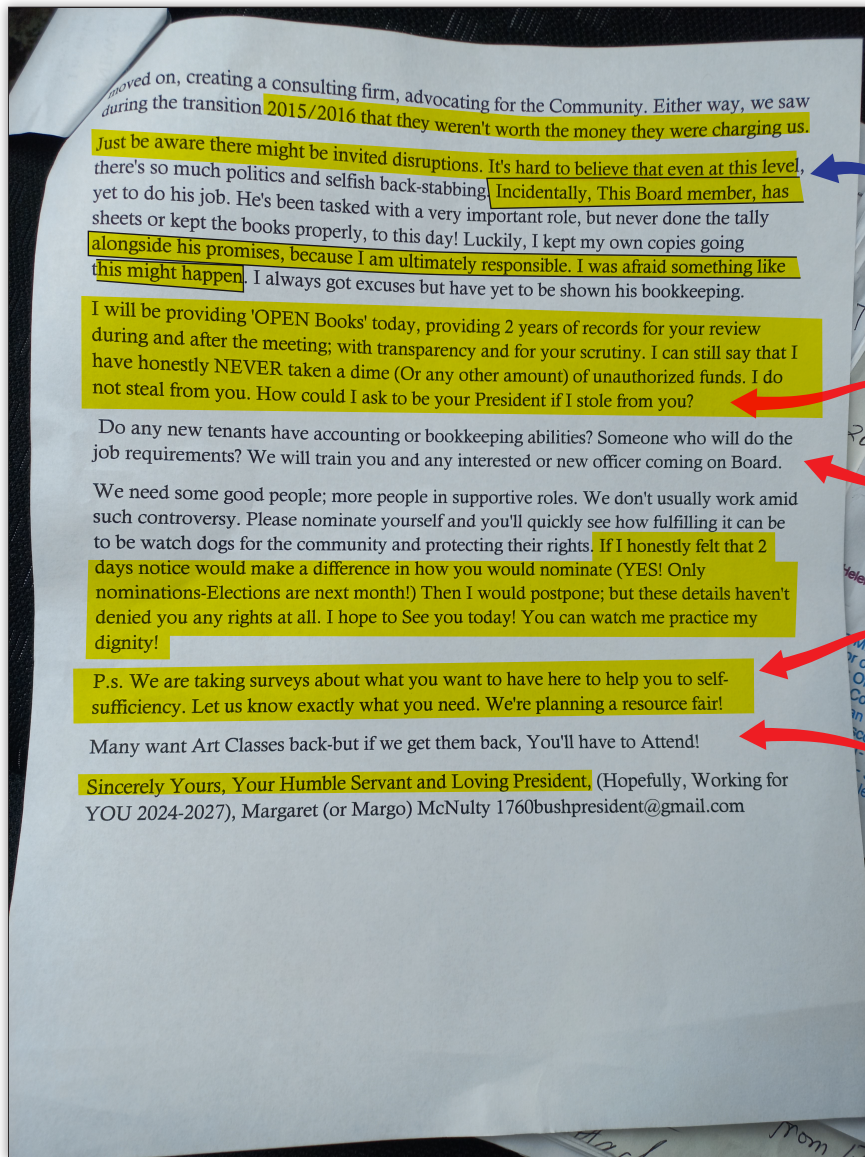 moved on, creating a consulting firm, advocating for the Community. Either way, we saw
during the transition 2015/2016 that they weren't worth the money they were charging us.
Just be aware there might be invited disruptions. It's hard to believe that even at this level,
there's so much politics and selfish back-stabbing. Incidentally, This Board member, has
yet to do his job. He's been tasked with a very important role, but never done the tally
sheets or kept the books properly, to this day! Luckily, I kept my own copies going
alongside his promises, because I am ultimately responsible. I was afraid something like
this might happen. I always got excuses but have yet to be shown his bookkeeping.
I will be providing 'OPEN Books' today, providing 2 years of records for your review
during and after the meeting; with transparency and for your scrutiny. I can still say that I
have honestly NEVER taken a dime (Or any other amount) of unauthorized funds. I do
not steal from you. How could I ask to be your President if I stole from you?
Do any new tenants have accounting or bookkeeping abilities? Someone who will do the
job requirements? We will train you and any interested or new officer coming on Board.
We need some good people; more people in supportive roles. We don't usually work amid
such controversy. Please nominate yourself and you'll quickly see how fulfilling it can be
to be watch dogs for the community and protecting their rights. If I honestly felt that 2
days notice would make a difference in how you would nominate (YES! Only
nominations-Elections are next month!) Then I would postpone; but these details haven't
denied you any rights at all. I hope to See you today! You can watch me practice my
dignity!
P.s. We are taking surveys about what you want to have here to help you to self-
sufficiency. Let us know exactly what you need. We're planning a resource fair!
Many want Art Classes back-but if we get them back, You'll have to Attend!
Sincerely Yours, Your Humble Servant and Loving President, (Hopefully, Working for
YOU 2024-2027), Margaret (or Margo) McNulty 1760bushpresident@gmail.com
from